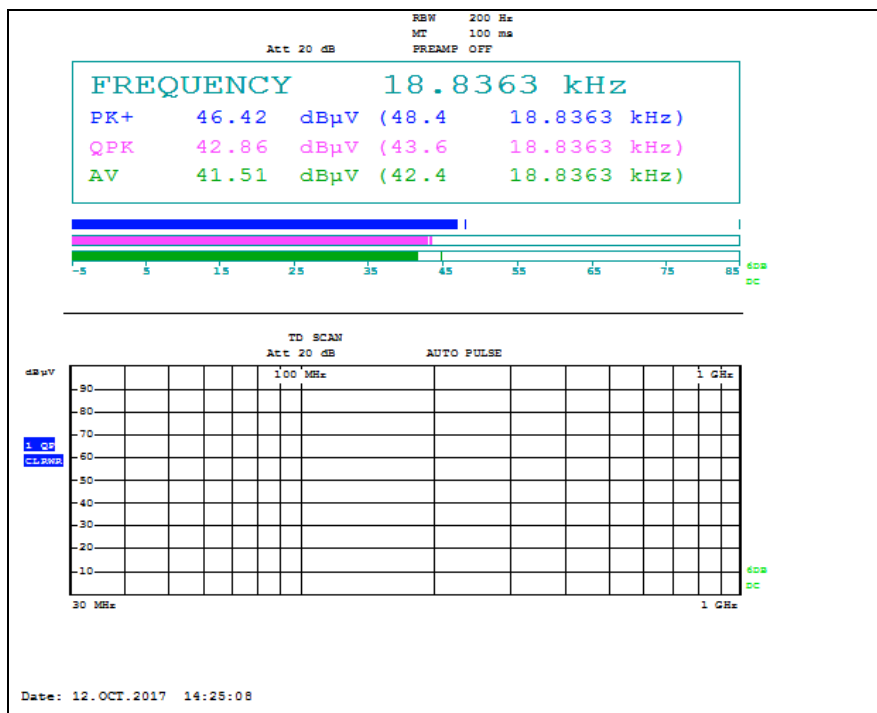 RBW 200 Hz
MT 100 ms
Att 20 dB PREAMP OFF
FREQUENCY 18.8363 kHz
PK+ 46.42 dBµV (48.4 18.8363 kHz)
QPK 42.86 dBµV (43.6 18.8363 kHz)
AV 41.51 dBµV (42.4 18.8363 kHz)
-5 5 15 25 35 45 55 65 75 85
6DB
DC
TD SCAN
Att 20 dB AUTO PULSE
dBµV
100 MHz 1 GHz
90
80
70
1 QP
CLRWR
60
50
40
30
20
10
6DB
DC
30 MHz 1 GHz
Date: 12.OCT.2017 14:25:08